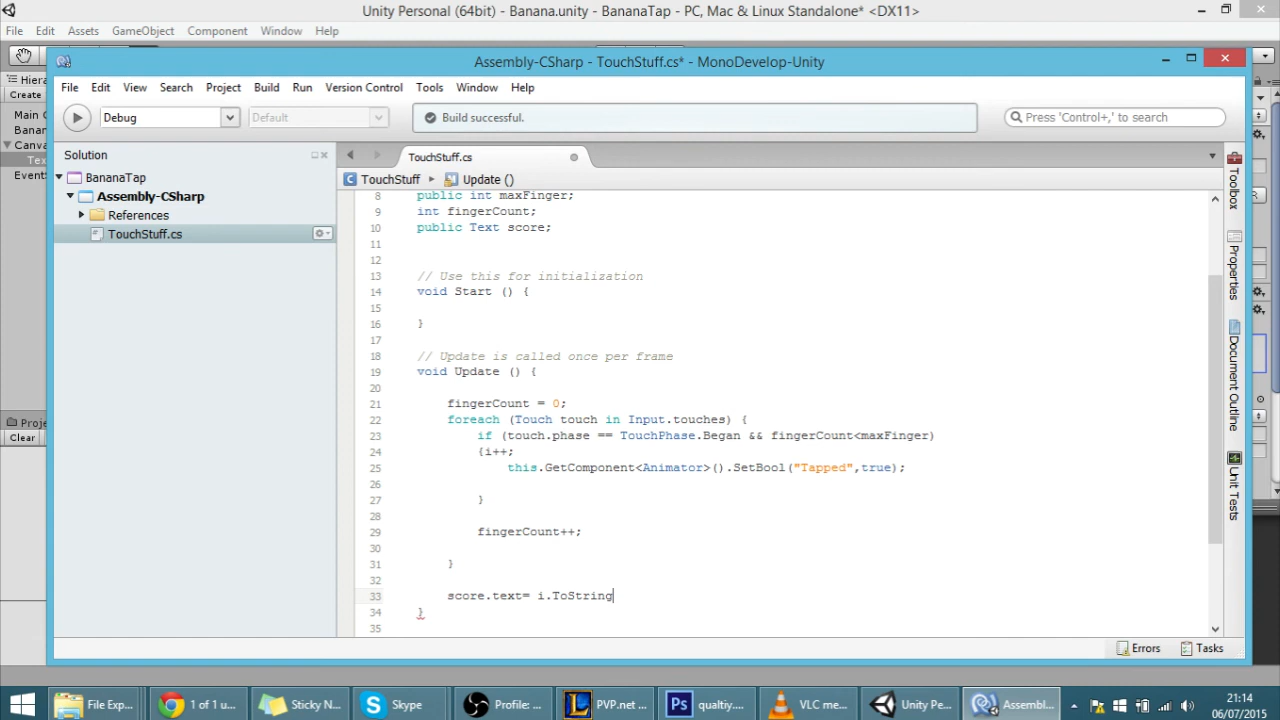 Unity Personal (64bit) - Banana.unity - BananaTap - PC, Mac & Linux Standalone* <DX11>
File Edit Assets GameObject Component Window Help
Assembly-CSharp - TouchStuff.cs* - MonoDevelop-Unity
Hiera
Create
File Edit View Search Project Build Run Version Control Tools Window Help
Main C
Debug Default Build successful. Press 'Control+,' to search
Banan
Canva
Solution TouchStuff.cs
Tex
Events
BananaTap TouchStuff Update ()
Assembly-CSharp
References
TouchStuff.cs
8 public int maxFinger;
9 int fingerCount;
10 public Text score;
11
12
13 // Use this for initialization
14 void Start () {
15
16 }
17
18 // Update is called once per frame
19 void Update () {
20
21 fingerCount = 0;
22 foreach (Touch touch in Input.touches) {
23 if (touch.phase == TouchPhase.Began && fingerCount<maxFinger)
24 {i++;
25 this.GetComponent<Animator>().SetBool("Tapped",true);
26
27 }
28
29 fingerCount++;
30
31 }
32
33 score.text= i.ToString
34 }
35
Toolbox
Properties
Document Outline
Unit Tests
Projec
Clear
Errors Tasks
File Exp... 1 of 1 u... Sticky N... Skype OBS PVP.net ... Ps qualtiy.... VLC me... Unity Pe... Assembl...
21:14
06/07/2015